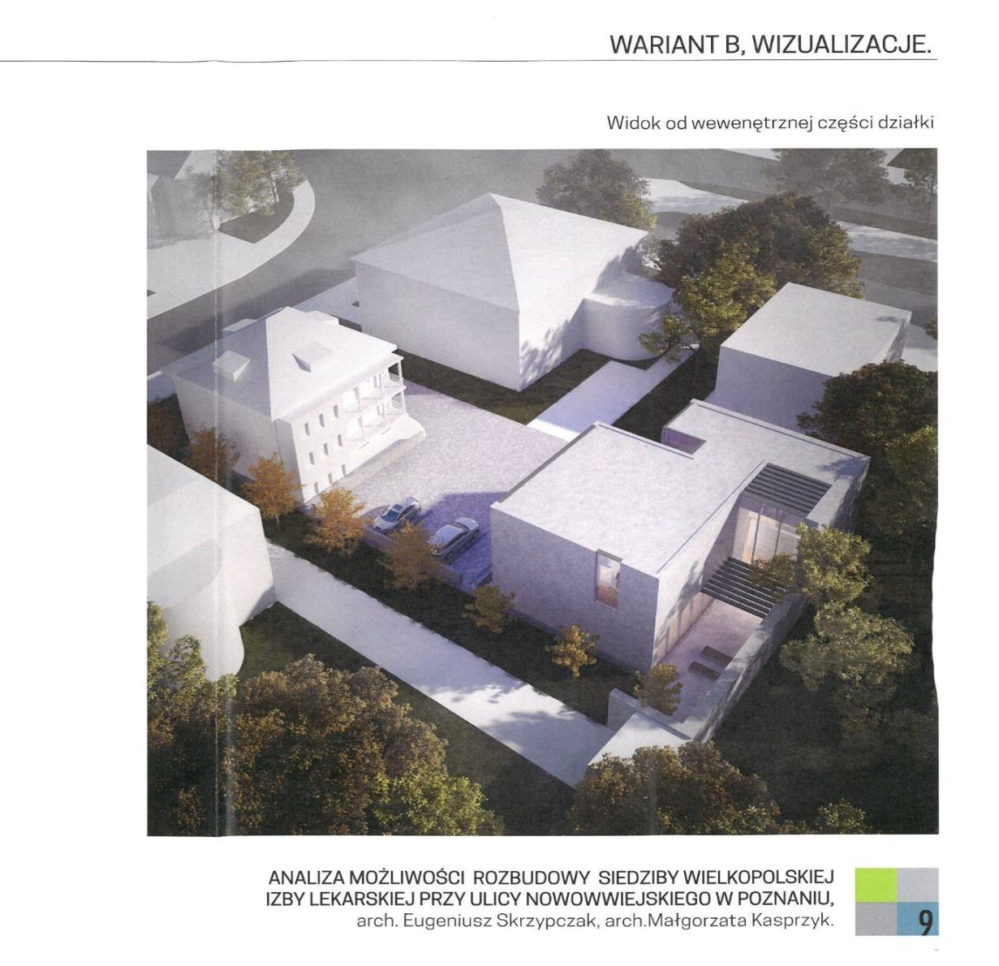 WARIANT B, WIZUALIZACJE.
Widok od wewenętrznej części działki
ANALIZA MOŻLIWOŚCI ROZBUDOWY SIEDZIBY WIELKOPOLSKIEJ
IZBY LEKARSKIEJ PRZY ULICY NOWOWWIEJSKIEGO W POZNANIU,
arch. Eugeniusz Skrzypczak, arch.Małgorzata Kasprzyk.
9